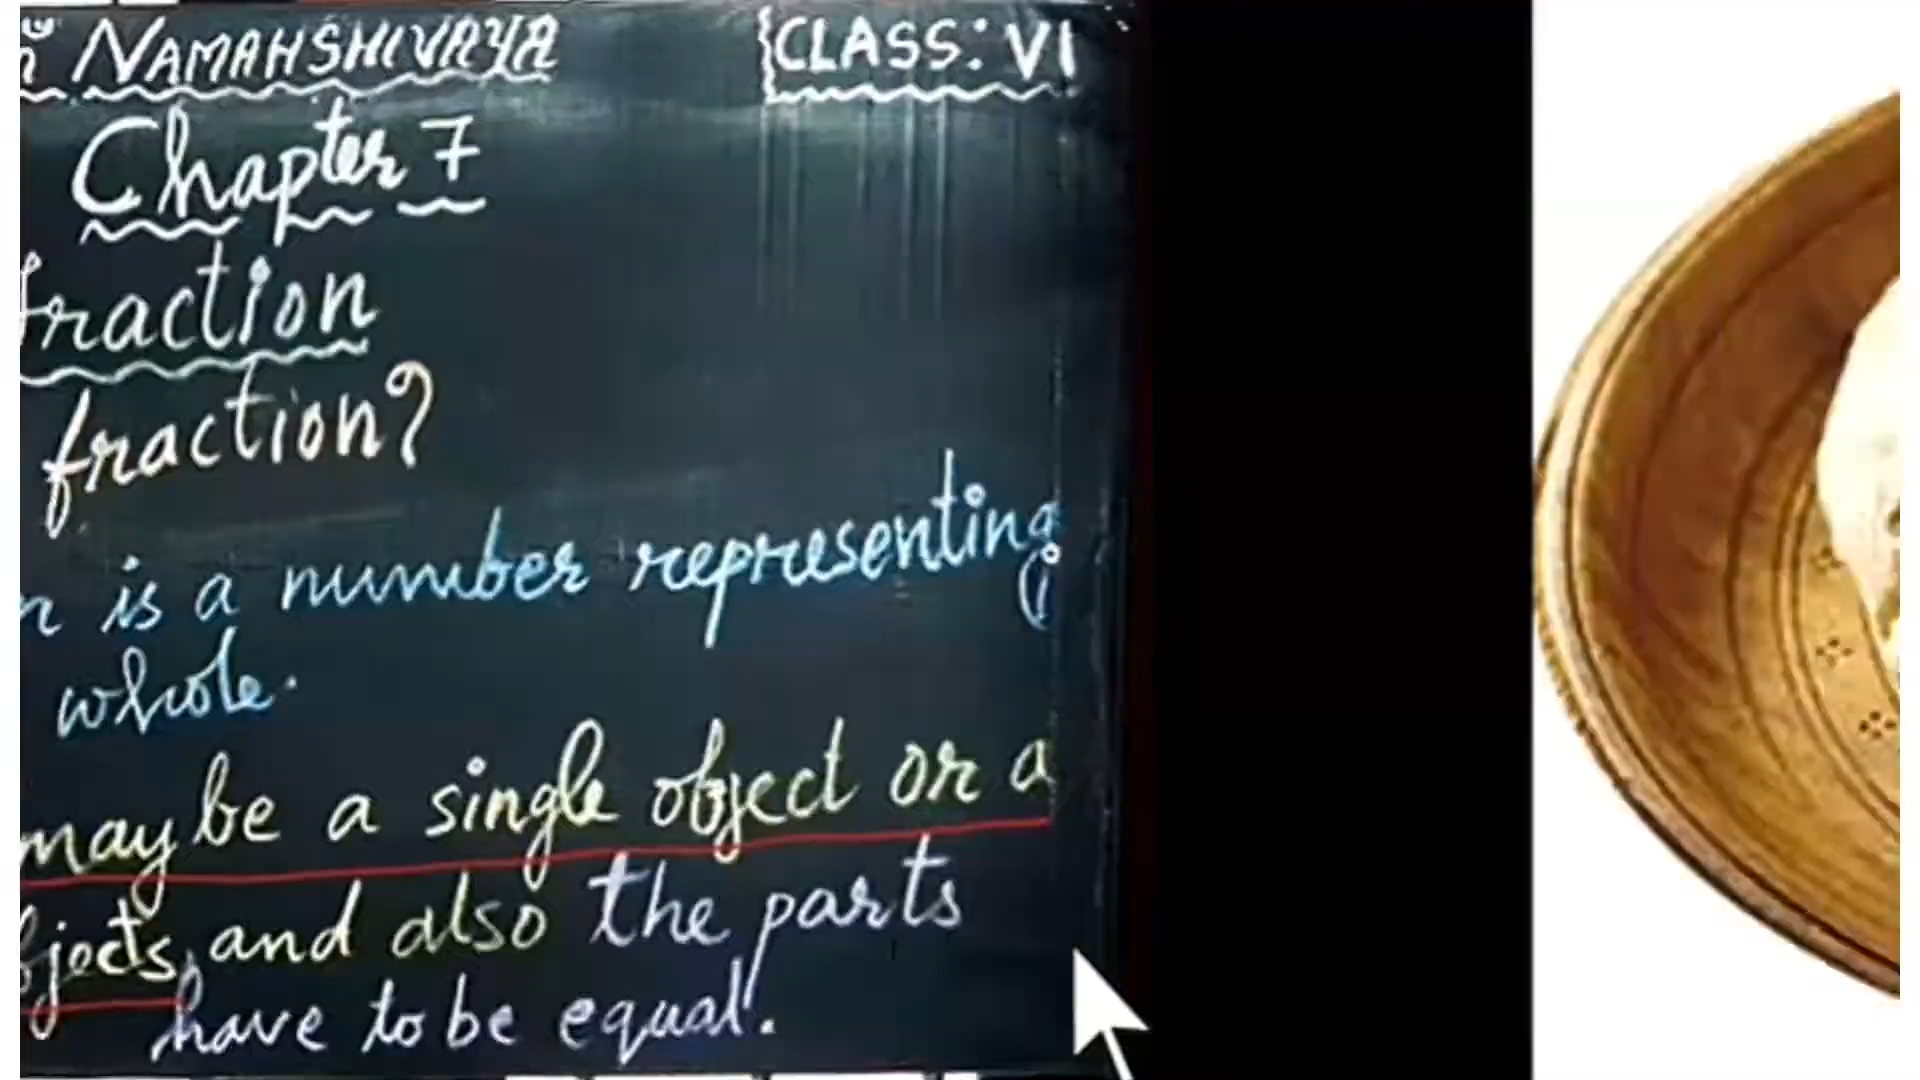 NAMAHSHIVAYA
CLASS: VI
Chapter 7
fraction
fraction?
n is a number representing
whole.
may be a single object or a
bjects, and also the parts
have to be equal.